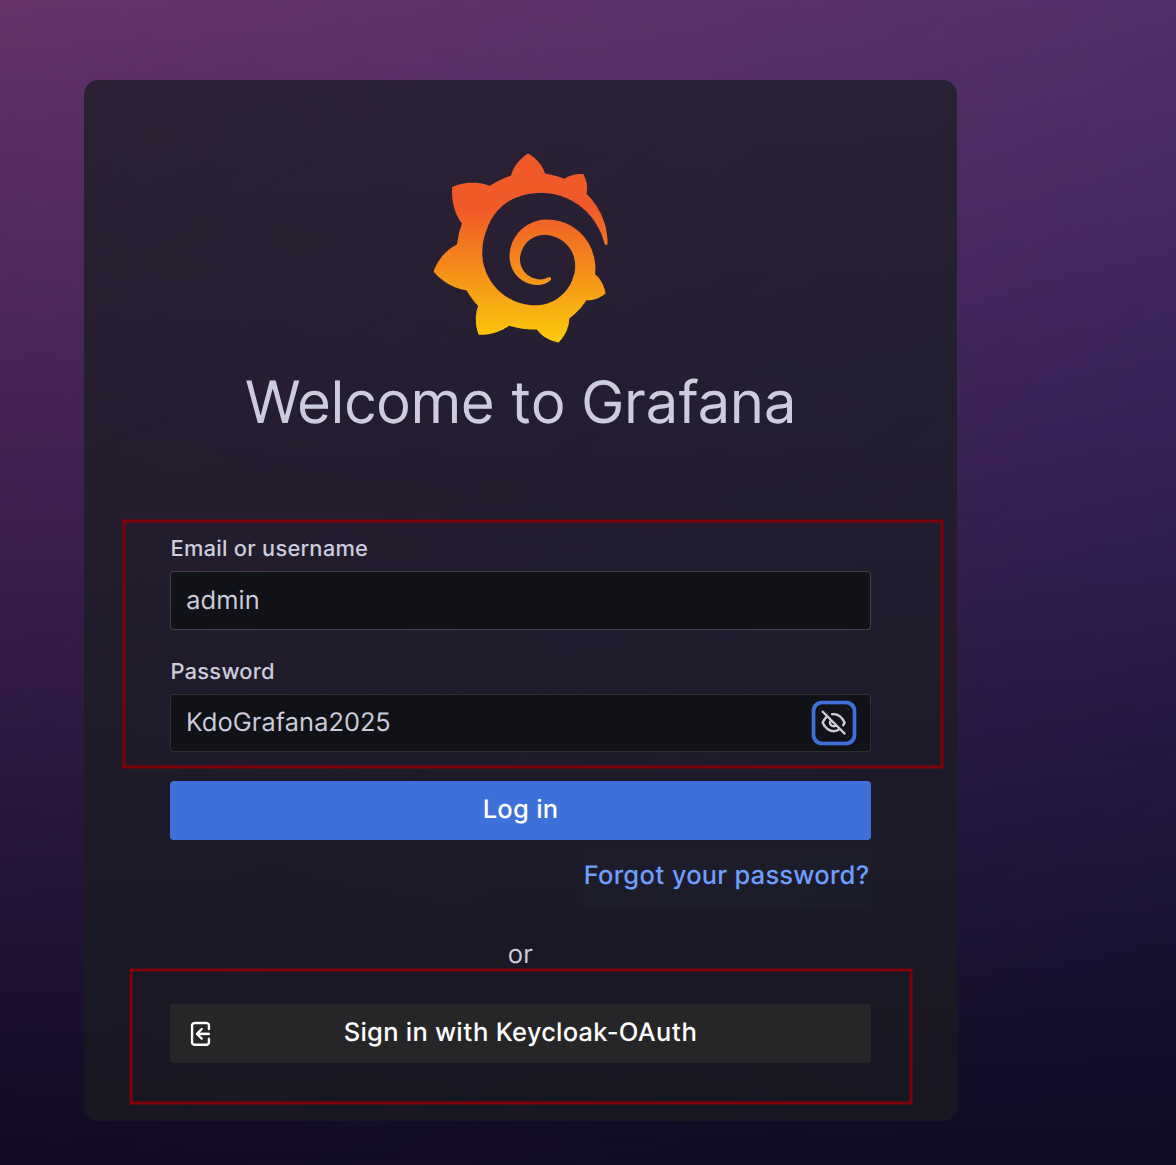 Welcome to Grafana
Email or username
admin
Password
KdoGrafana2025
Log in
Forgot your password?
or
Sign in with Keycloak-OAuth